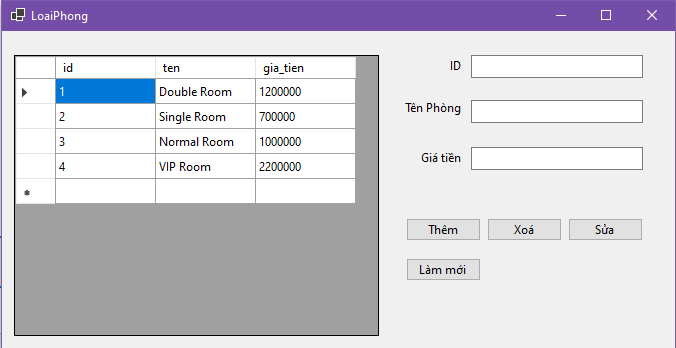 LoaiPhong
id ten gia_tien
1 Double Room 1200000
2 Single Room 700000
3 Normal Room 1000000
4 VIP Room 2200000
ID
Tên Phòng
Giá tiền
Thêm Xoá Sửa
Làm mới